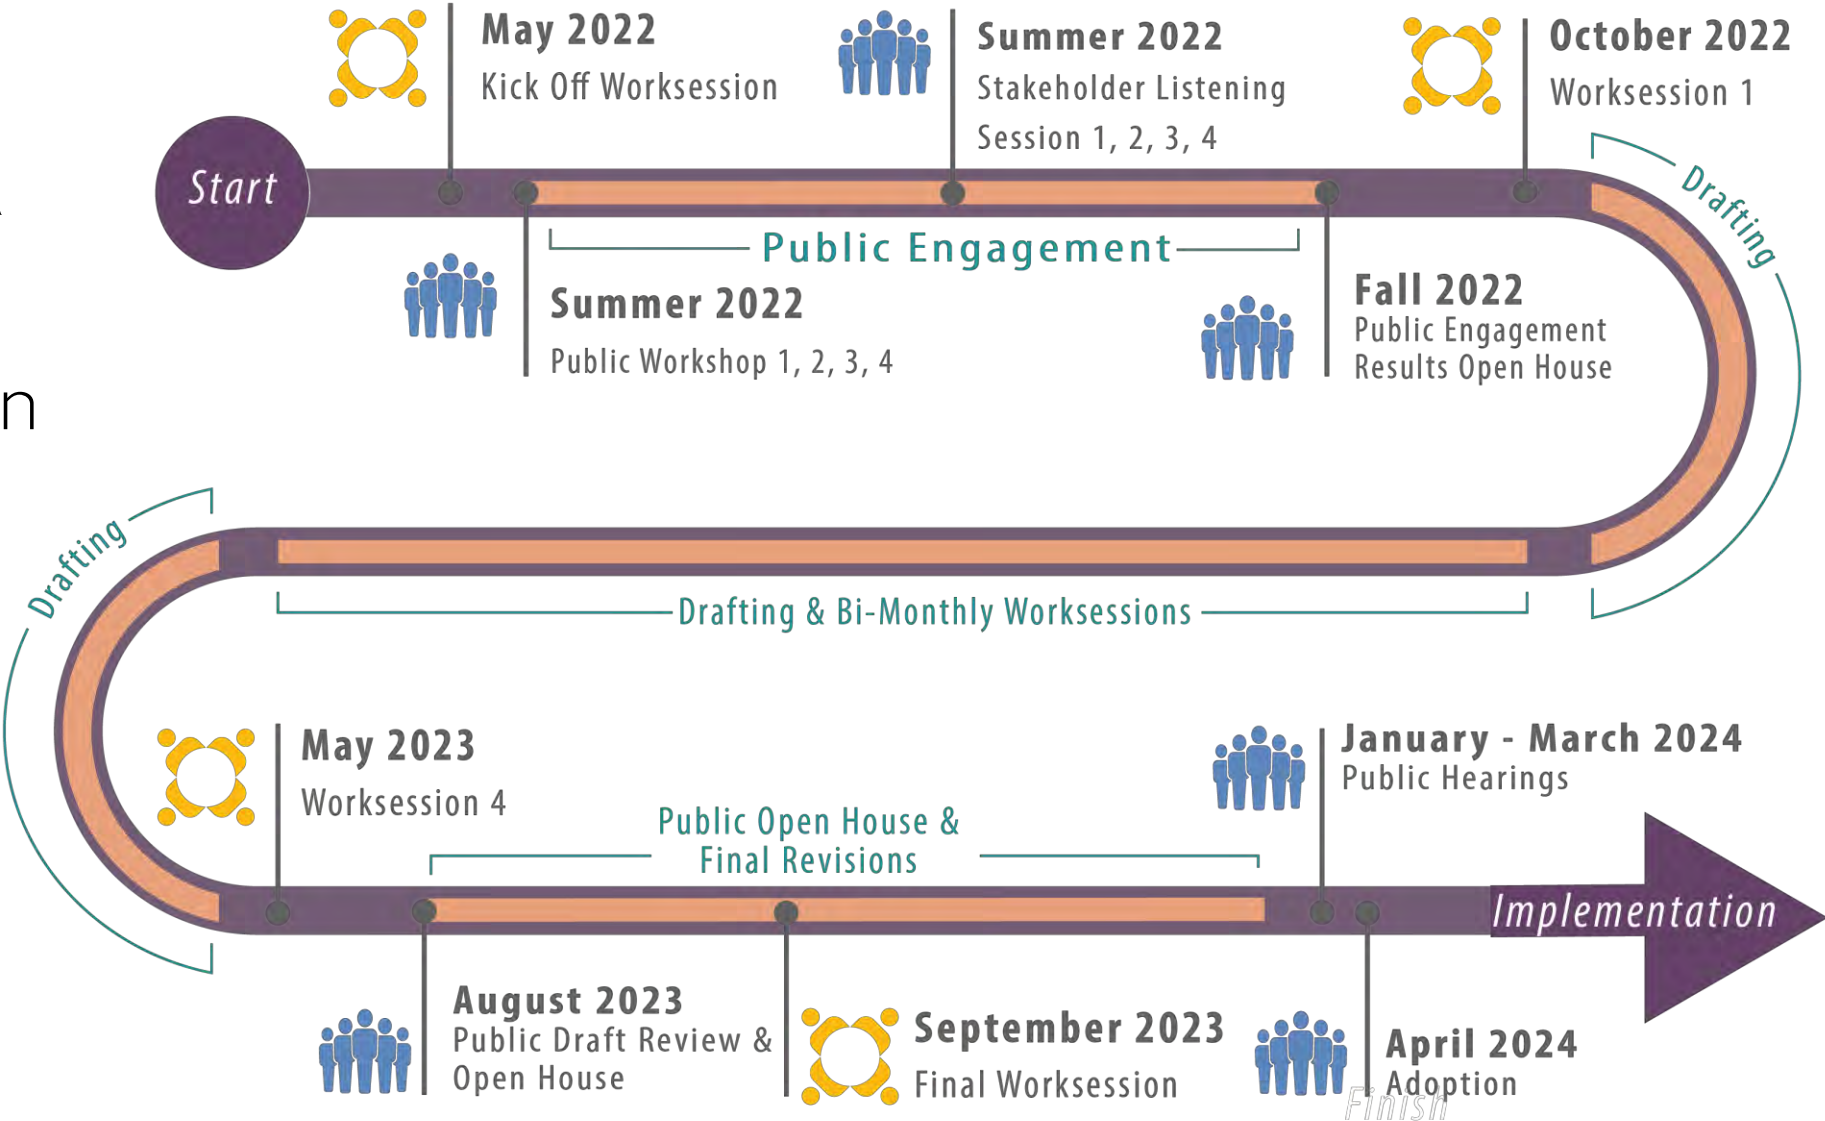 May 2022
Kick Off Worksession
Summer 2022
Stakeholder Listening
Session 1, 2, 3, 4
October 2022
Worksession 1
Start
Drafting
Public Engagement
Summer 2022
Public Workshop 1, 2, 3, 4
Fall 2022
Public Engagement
Results Open House
n
Drafting
Drafting & Bi-Monthly Worksessions
May 2023
Worksession 4
Public Open House &
Final Revisions
January - March 2024
Public Hearings
Implementation
August 2023
Public Draft Review &
Open House
September 2023
Final Worksession
April 2024
Adoption
Finish